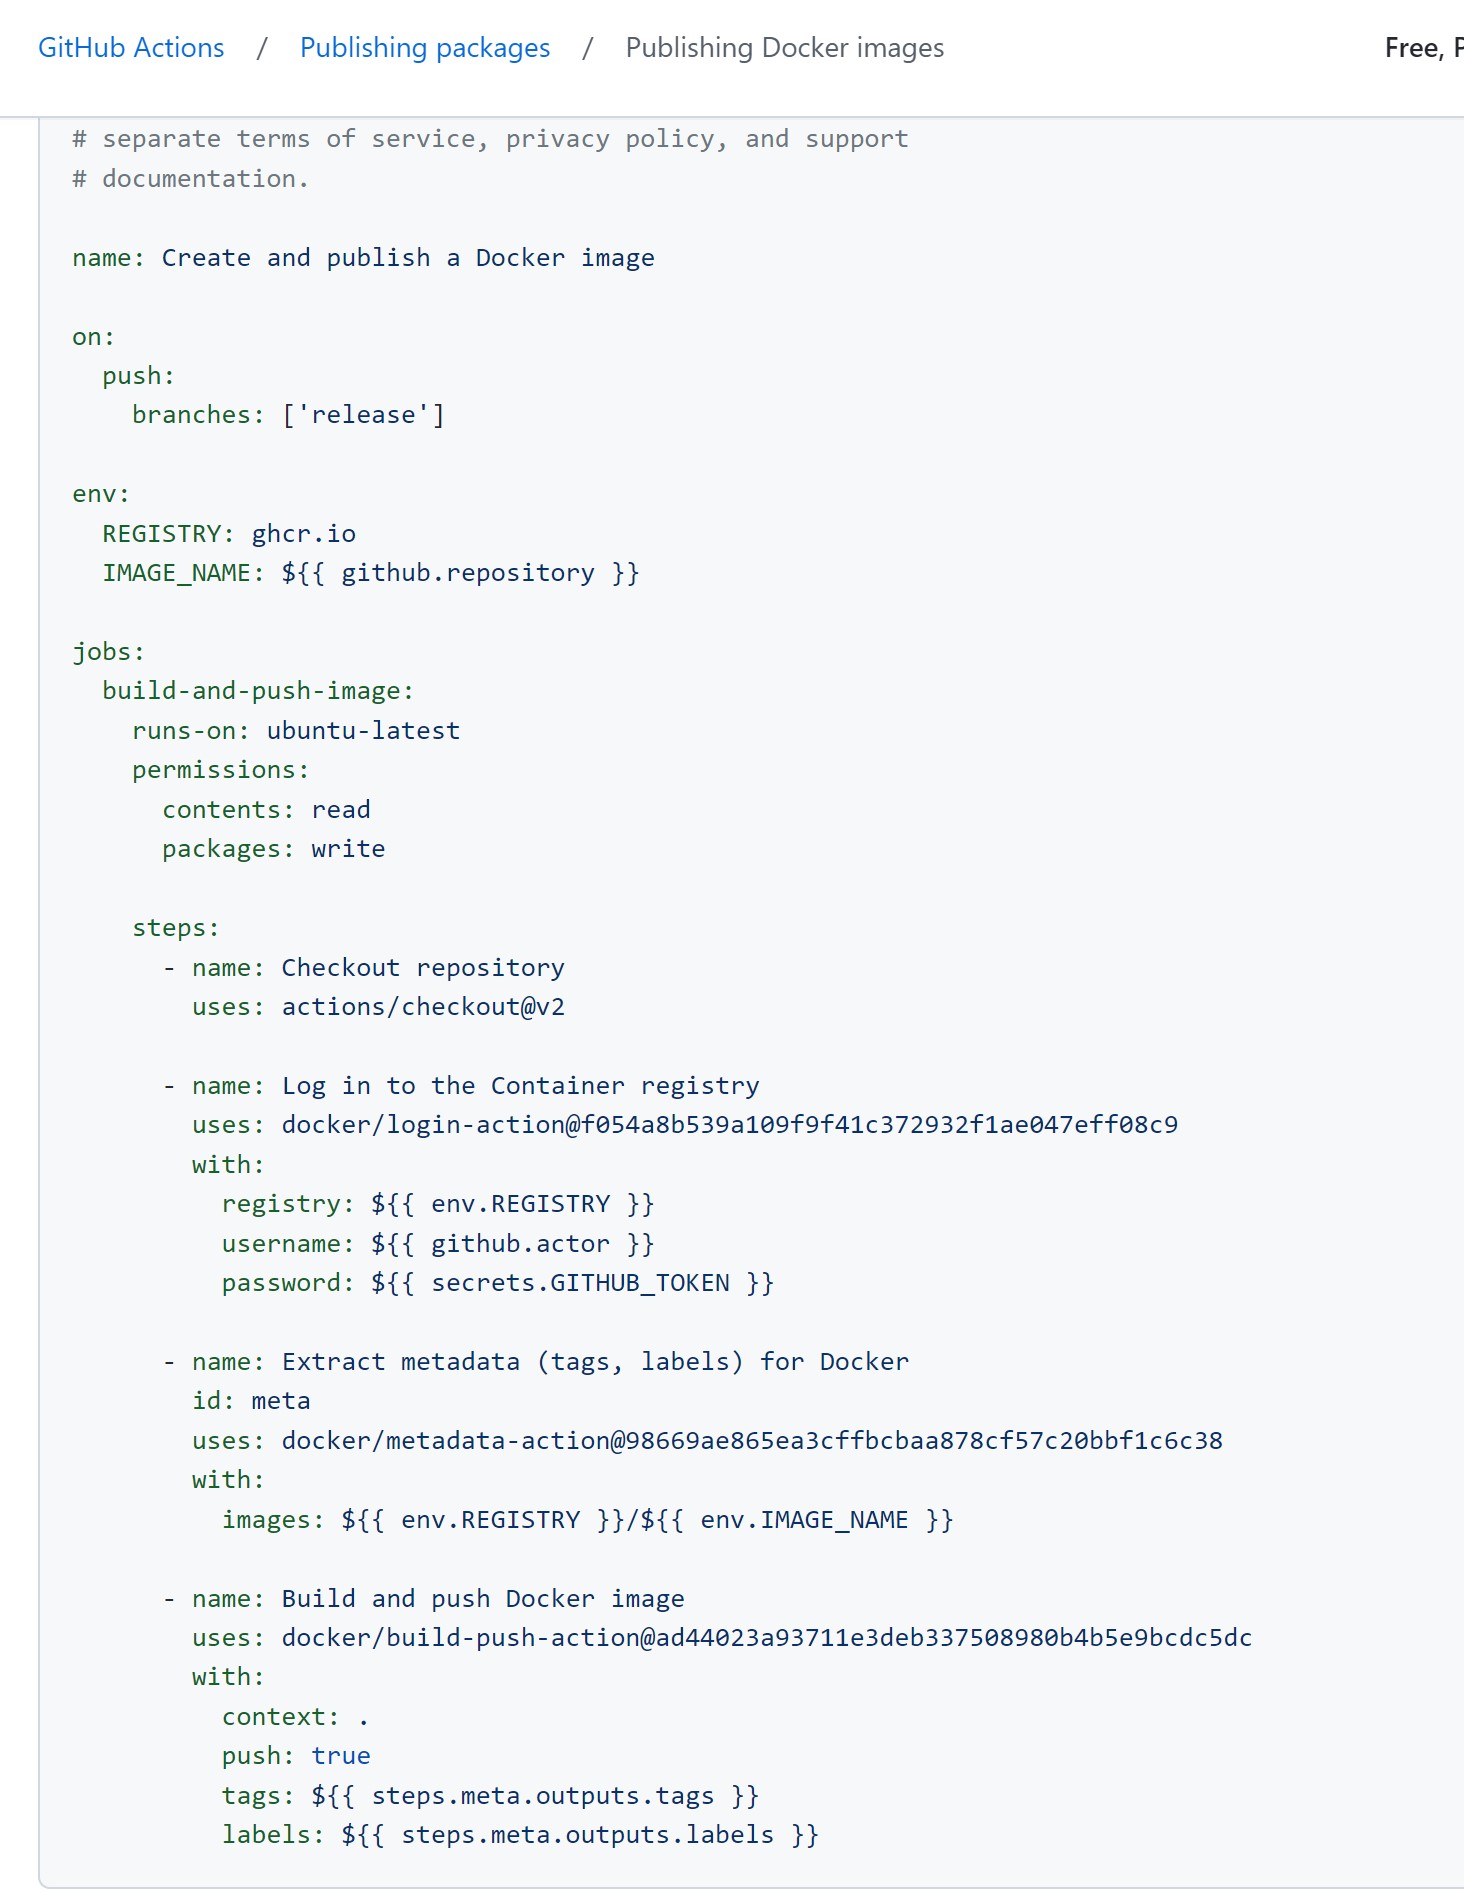 GitHub Actions / Publishing packages / Publishing Docker images Free,
# separate terms of service, privacy policy, and support
# documentation.
name: Create and publish a Docker image
on:
  push:
    branches: ['release']
env:
  REGISTRY: ghcr.io
  IMAGE_NAME: ${{ github.repository }}
jobs:
  build-and-push-image:
    runs-on: ubuntu-latest
    permissions:
      contents: read
      packages: write
    steps:
      - name: Checkout repository
        uses: actions/checkout@v2
      - name: Log in to the Container registry
        uses: docker/login-action@f054a8b539a109f9f41c372932f1ae047eff08c9
        with:
          registry: ${{ env.REGISTRY }}
          username: ${{ github.actor }}
          password: ${{ secrets.GITHUB_TOKEN }}
      - name: Extract metadata (tags, labels) for Docker
        id: meta
        uses: docker/metadata-action@98669ae865ea3cffbcbaa878cf57c20bbf1c6c38
        with:
          images: ${{ env.REGISTRY }}/${{ env.IMAGE_NAME }}
      - name: Build and push Docker image
        uses: docker/build-push-action@ad44023a93711e3deb337508980b4b5e9bcdc5dc
        with:
          context: .
          push: true
          tags: ${{ steps.meta.outputs.tags }}
          labels: ${{ steps.meta.outputs.labels }}